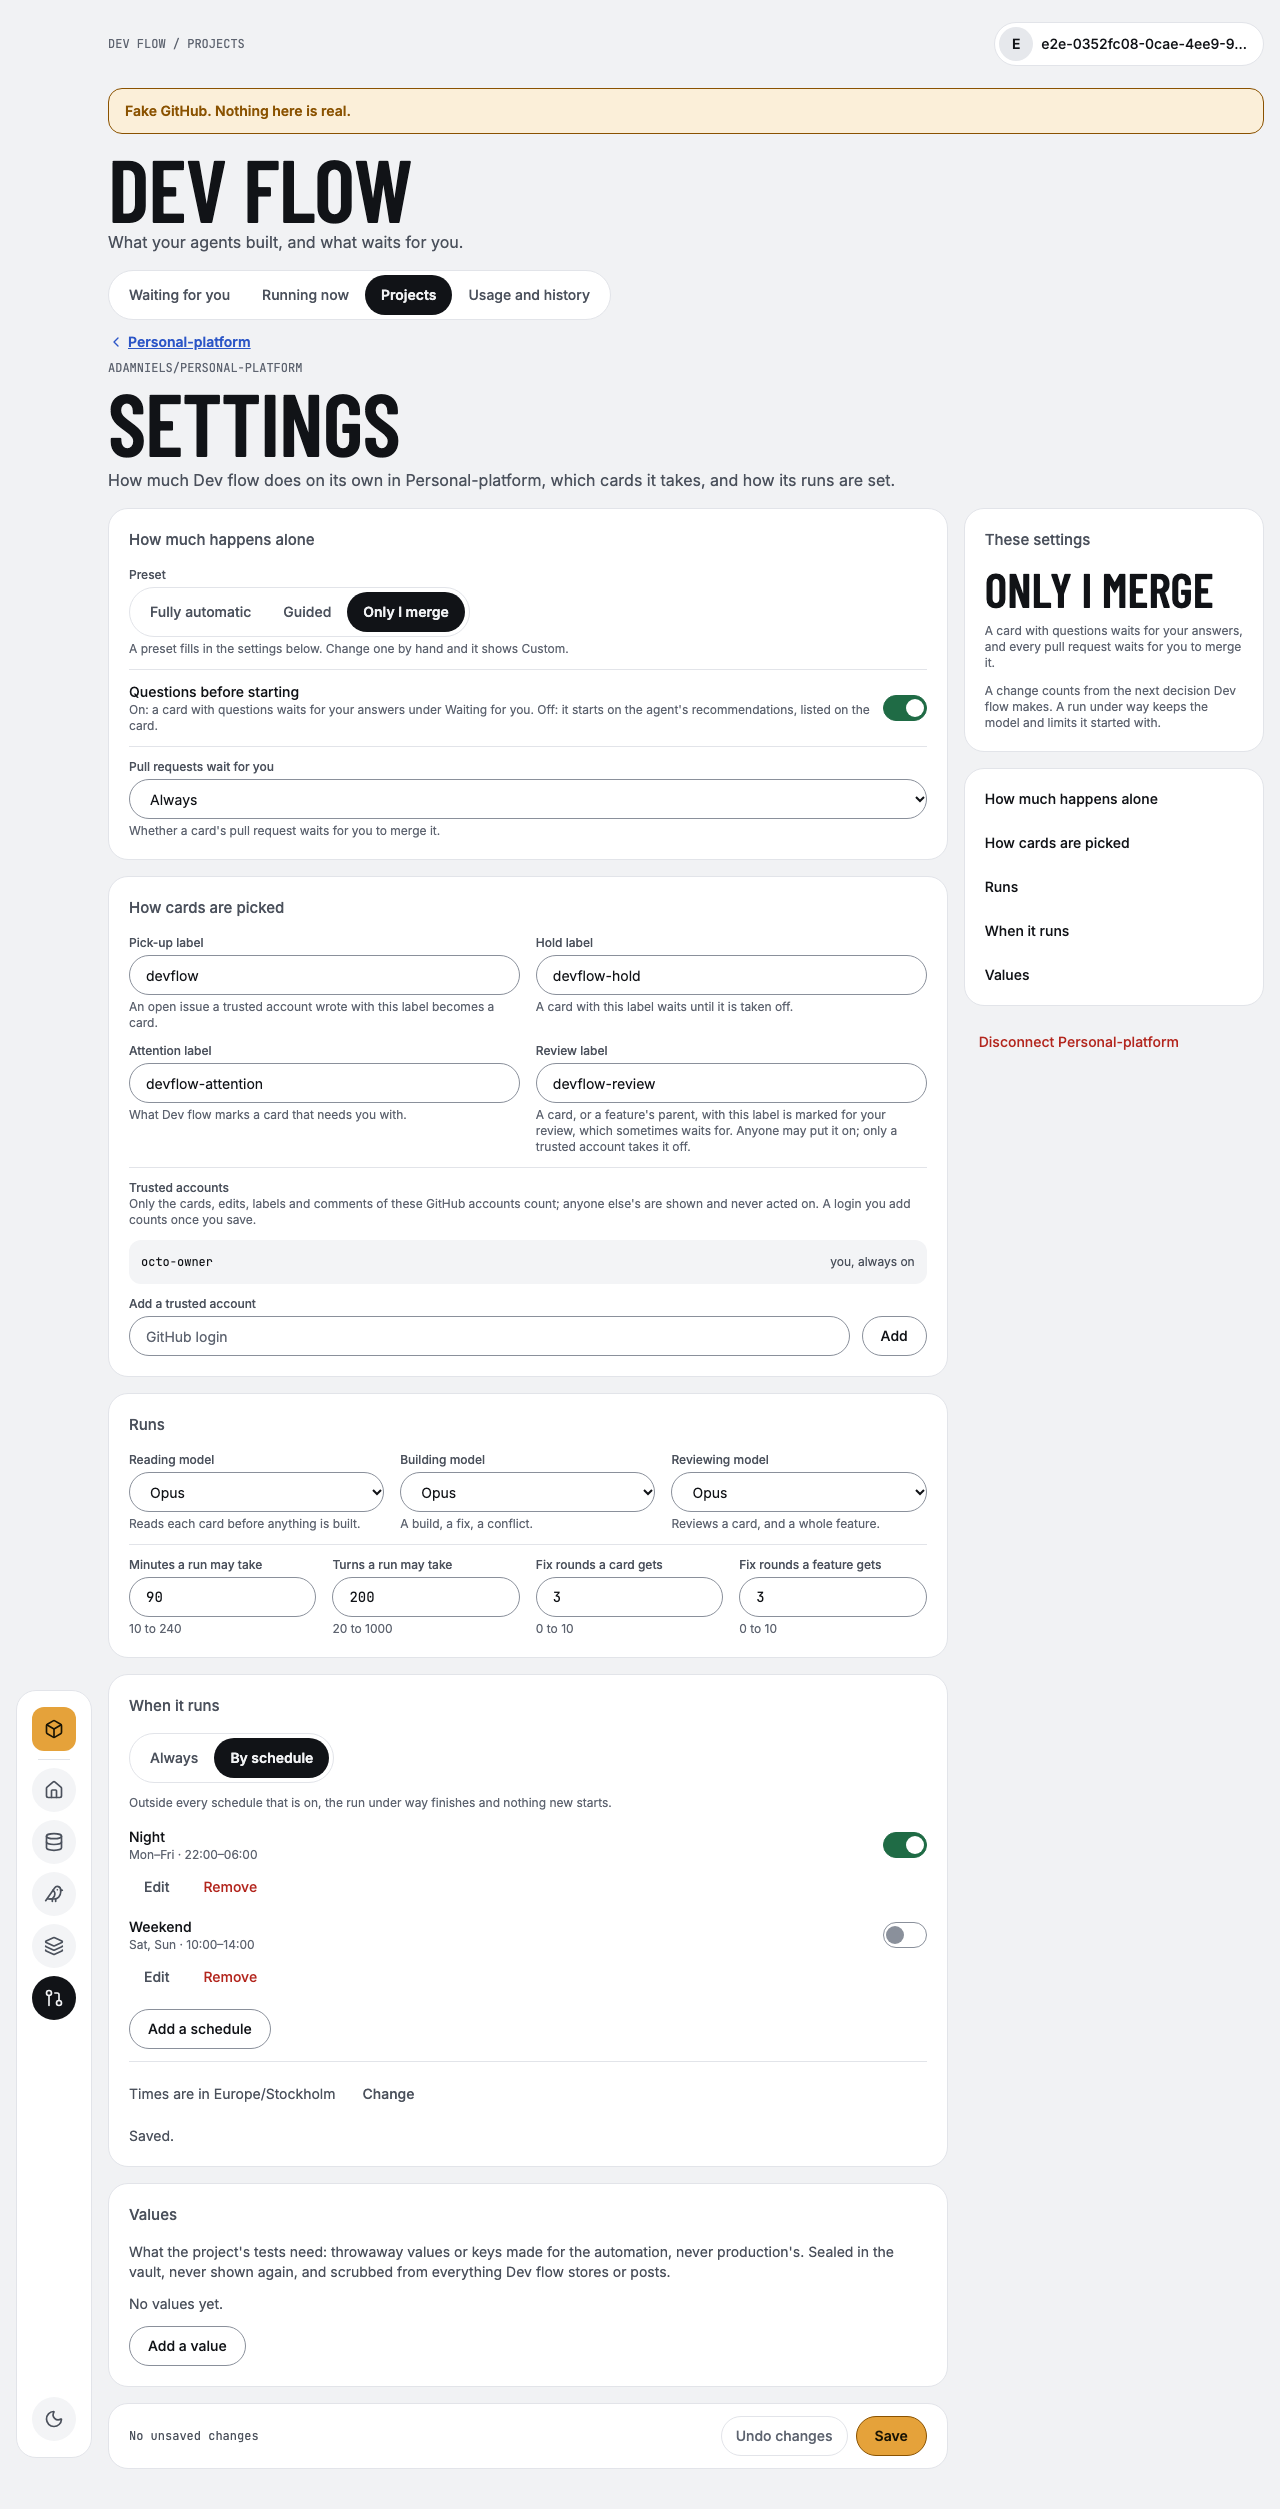 DEV FLOW / PROJECTS
E
e2e-0352fc08-0cae-4ee9-9...
Fake GitHub. Nothing here is real.
DEV FLOW
What your agents built, and what waits for you.
Waiting for you
Running now
Projects
Usage and history
Personal-platform
ADAMNIELS/PERSONAL-PLATFORM
SETTINGS
How much Dev flow does on its own in Personal-platform, which cards it takes, and how its runs are set.
How much happens alone
Preset
Fully automatic
Guided
Only I merge
A preset fills in the settings below. Change one by hand and it shows Custom.
Questions before starting
On: a card with questions waits for your answers under Waiting for you. Off: it starts on the agent's recommendations, listed on the
card.
Pull requests wait for you
Always
Whether a card's pull request waits for you to merge it.
These settings
ONLY I MERGE
A card with questions waits for your answers,
and every pull request waits for you to merge
it.
A change counts from the next decision Dev
flow makes. A run under way keeps the
model and limits it started with.
How much happens alone
How cards are picked
Runs
When it runs
Values
Disconnect Personal-platform
How cards are picked
Pick-up label
devflow
An open issue a trusted account wrote with this label becomes a
card.
Hold label
devflow-hold
A card with this label waits until it is taken off.
Attention label
devflow-attention
What Dev flow marks a card that needs you with.
Review label
devflow-review
A card, or a feature's parent, with this label is marked for your
review, which sometimes waits for. Anyone may put it on; only a
trusted account takes it off.
Trusted accounts
Only the cards, edits, labels and comments of these GitHub accounts count; anyone else's are shown and never acted on. A login you add
counts once you save.
octo-owner
you, always on
Add a trusted account
GitHub login
Add
Runs
Reading model
Opus
Reads each card before anything is built.
Building model
Opus
A build, a fix, a conflict.
Reviewing model
Opus
Reviews a card, and a whole feature.
Minutes a run may take
90
10 to 240
Turns a run may take
200
20 to 1000
Fix rounds a card gets
3
0 to 10
Fix rounds a feature gets
3
0 to 10
When it runs
Always
By schedule
Outside every schedule that is on, the run under way finishes and nothing new starts.
Night
Mon–Fri · 22:00–06:00
Edit
Remove
Weekend
Sat, Sun · 10:00–14:00
Edit
Remove
Add a schedule
Times are in Europe/Stockholm
Change
Saved.
Values
What the project's tests need: throwaway values or keys made for the automation, never production's. Sealed in the
vault, never shown again, and scrubbed from everything Dev flow stores or posts.
No values yet.
Add a value
No unsaved changes
Undo changes
Save